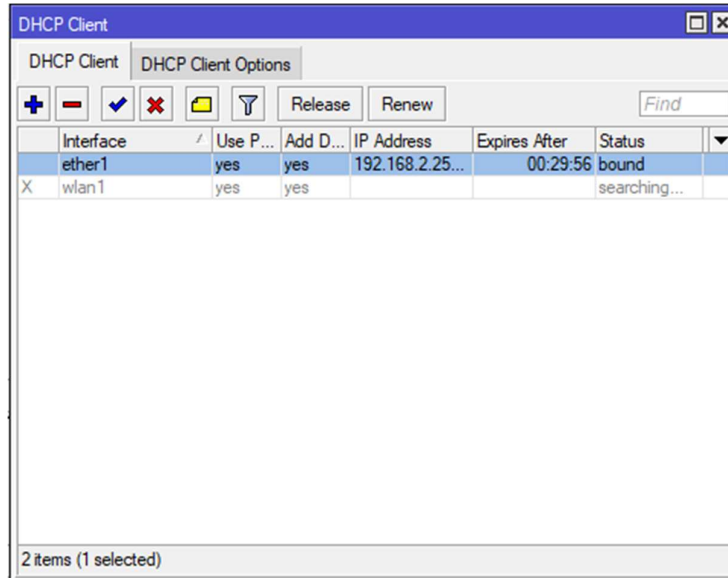 DHCP Client
DHCP Client DHCP Client Options
Release Renew Find
Interface Use P... Add D... IP Address Expires After Status
ether1 yes yes 192.168.2.25... 00:29:56 bound
X wlan1 yes yes searching...
2 items (1 selected)